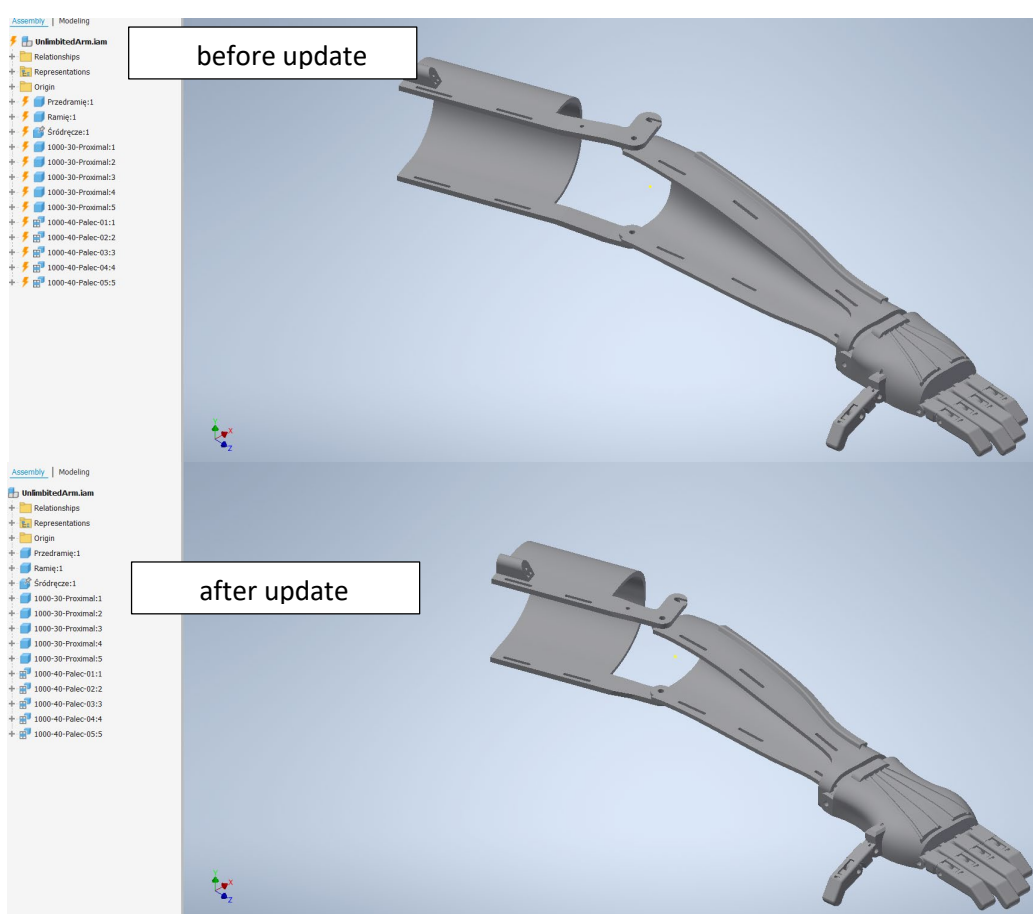 Assembly | Modeling
UnlimbitedArm.iam
before update
Relationships
Representations
Origin
Przedramię:1
Ramię:1
Śródręcze:1
1000-30-Proximal:1
1000-30-Proximal:2
1000-30-Proximal:3
1000-30-Proximal:4
1000-30-Proximal:5
1000-40-Palec-01:1
1000-40-Palec-02:2
1000-40-Palec-03:3
1000-40-Palec-04:4
1000-40-Palec-05:5
Y
X
Z
Assembly | Modeling
UnlimbitedArm.iam
Relationships
Representations
Origin
Przedramię:1
Ramię:1
after update
Śródręcze:1
1000-30-Proximal:1
1000-30-Proximal:2
1000-30-Proximal:3
1000-30-Proximal:4
1000-30-Proximal:5
1000-40-Palec-01:1
1000-40-Palec-02:2
1000-40-Palec-03:3
1000-40-Palec-04:4
1000-40-Palec-05:5
Y
X
Z